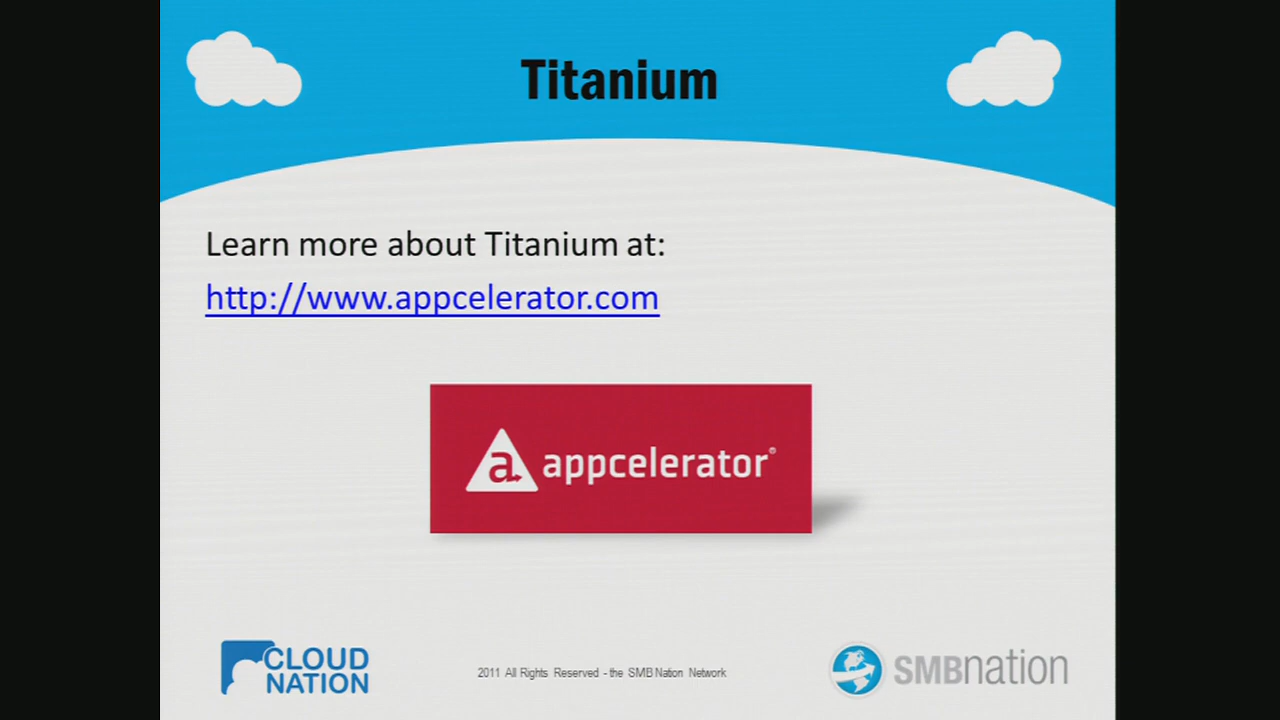 Titanium
Learn more about Titanium at:
http://www.appcelerator.com
a appcelerator®
CLOUD
NATION
2011 All Rights Reserved - the SMB Nation Network
SMBnation